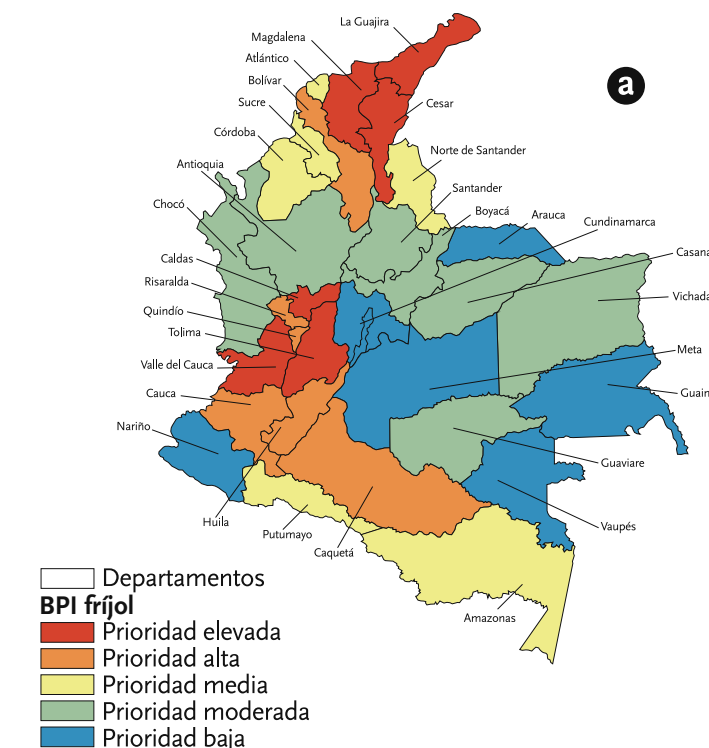 La Guajira
Magdalena
Atlántico
a
Bolívar
Sucre
Cesar
Córdoba
Norte de Santander
Antioquia
Santander
Chocó
Boyacá
Arauca
Cundinamarca
Casana
Caldas
Risaralda
Vichada
Quindío
Tolima
Meta
Valle del Cauca
Cauca
Guain
Nariño
Guaviare
Huila
Vaupés
Putumayo
Caquetá
Amazonas
Departamentos
BPI fríjol
Prioridad elevada
Prioridad alta
Prioridad media
Prioridad moderada
Prioridad baja